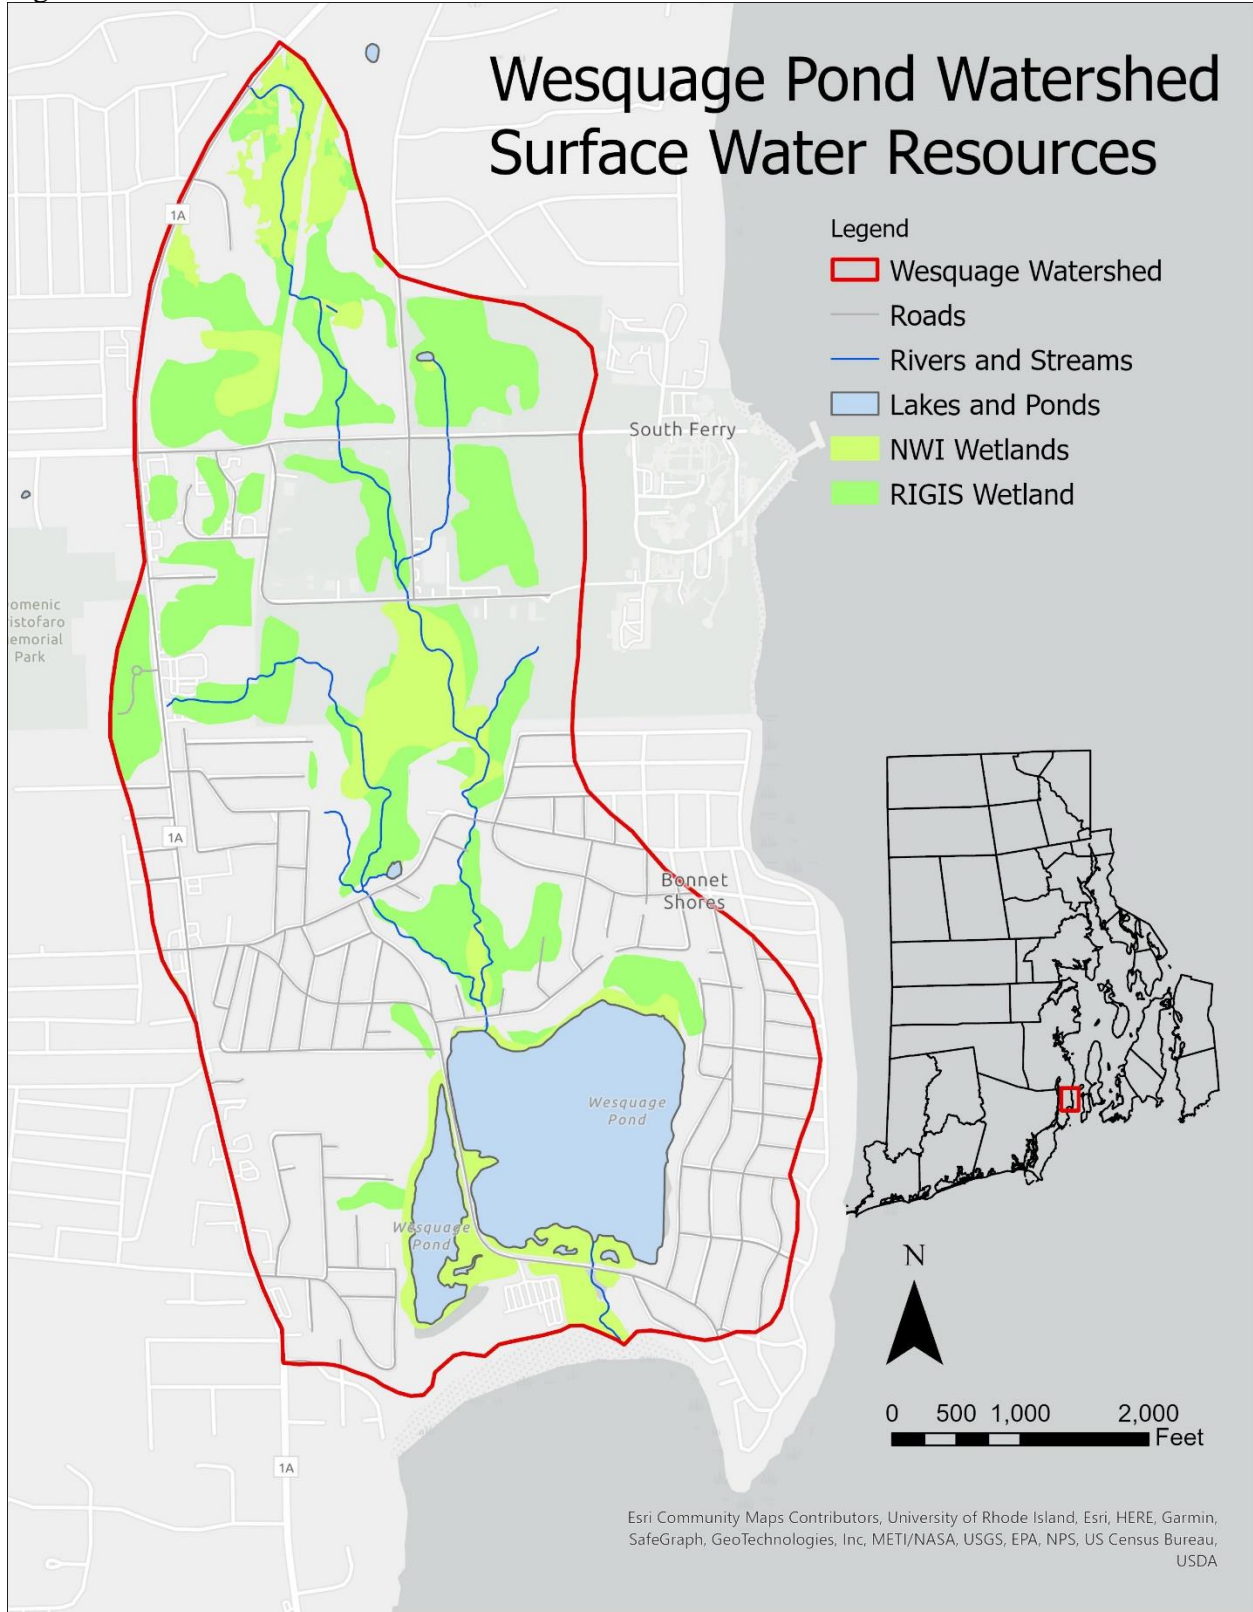 Wesquage Pond Watershed
Surface Water Resources
Legend
Wesquage Watershed
Roads
Rivers and Streams
Lakes and Ponds
NWI Wetlands
RIGIS Wetland
1A
South Ferry
omenic
istofaro
emorial
Park
1A
Bonnet
Shores
Wesquage
Pond
Wesquage
Pond
1A
N
0 500 1,000 2,000
Feet
Esri Community Maps Contributors, University of Rhode Island, Esri, HERE, Garmin,
SafeGraph, GeoTechnologies, Inc, METI/NASA, USGS, EPA, NPS, US Census Bureau,
USDA